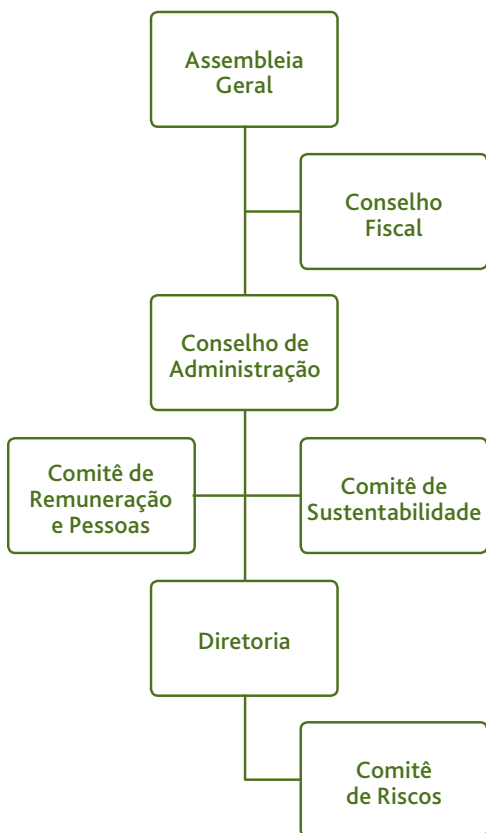 Assembleia
Geral
Conselho
Fiscal
Conselho de
Administração
Comitê de
Remuneração
e Pessoas
Comitê de
Sustentabilidade
Diretoria
Comitê
de Riscos